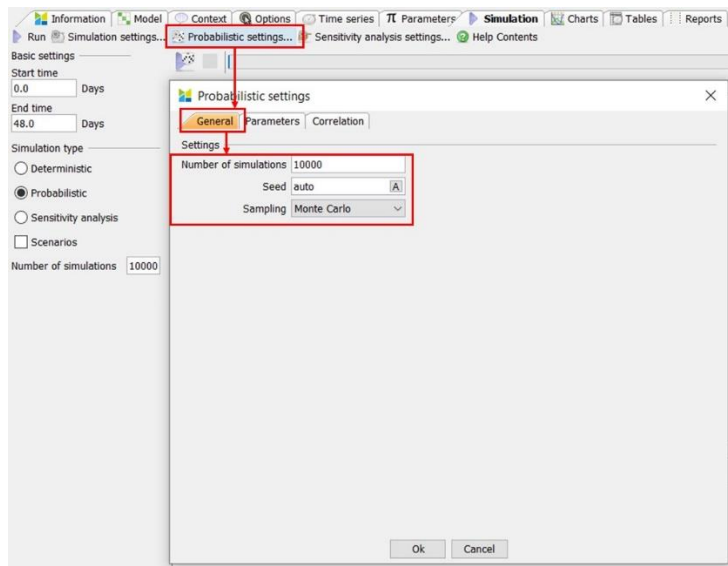 Information Model Context Options Time series π Parameters Simulation Charts Tables Reports
Run Simulation settings... Probabilistic settings... Sensitivity analysis settings... Help Contents
Basic settings
Start time
0.0 Days
End time
48.0 Days
Simulation type
Deterministic
Probabilistic
Sensitivity analysis
Scenarios
Number of simulations 10000
Probabilistic settings
General Parameters Correlation
Settings
Number of simulations 10000
Seed auto A
Sampling Monte Carlo
Ok Cancel